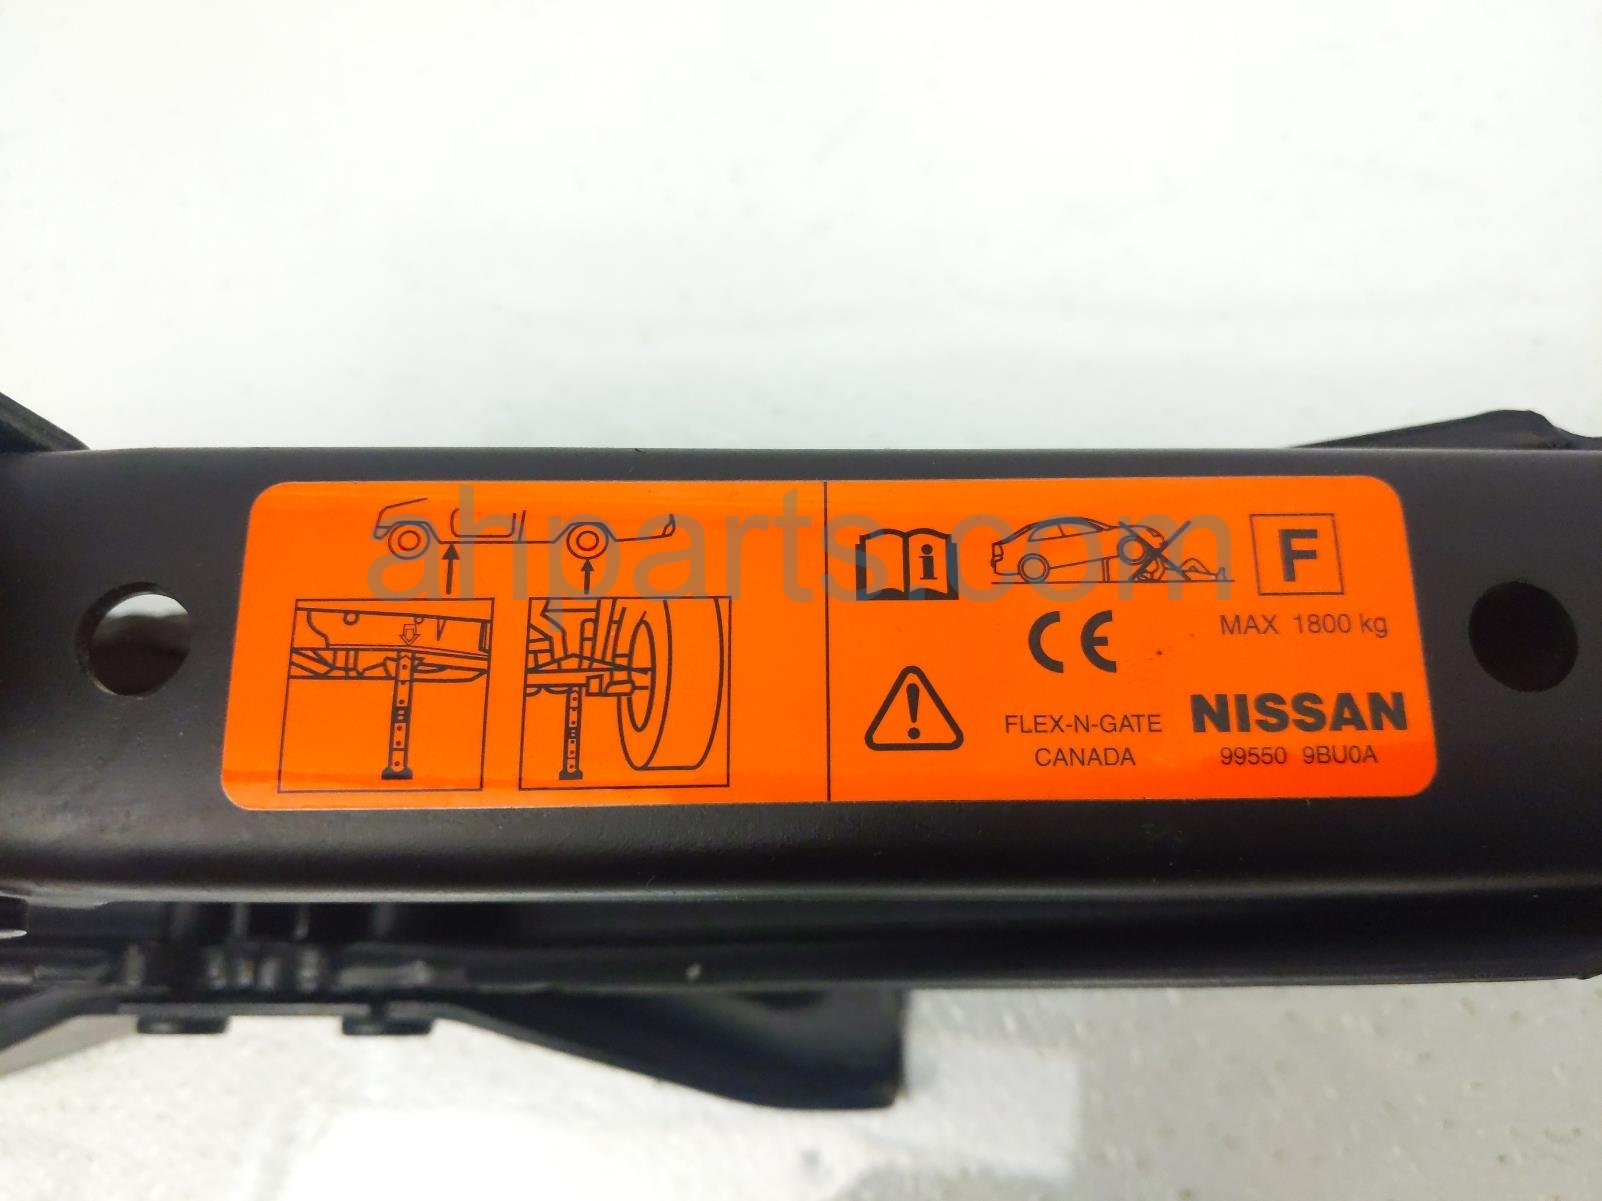 ahparts.com
i
F
MAX 1800 kg
CE
NISSAN
FLEX-N-GATE
CANADA
99550 9BU0A
!